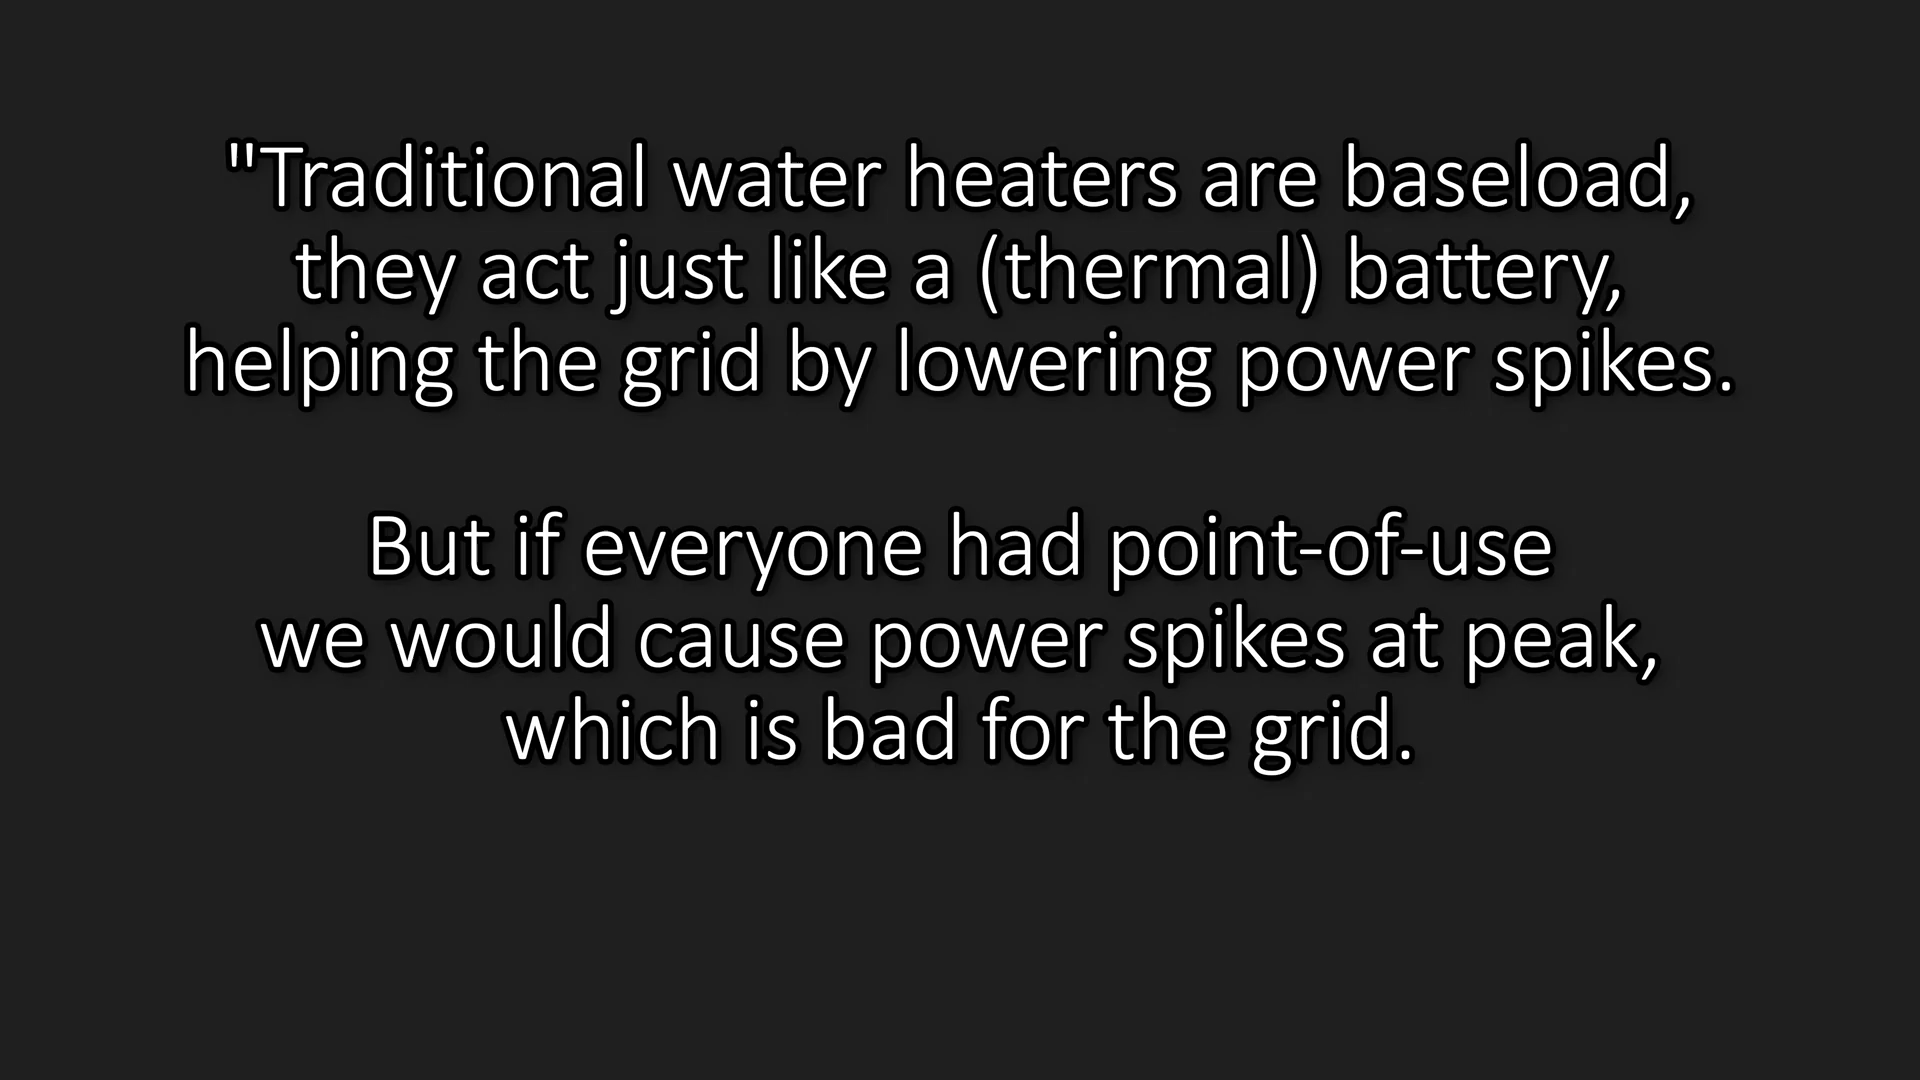 "Traditional water heaters are baseload,
they act just like a (thermal) battery,
helping the grid by lowering power spikes.
But if everyone had point-of-use
we would cause power spikes at peak,
which is bad for the grid.